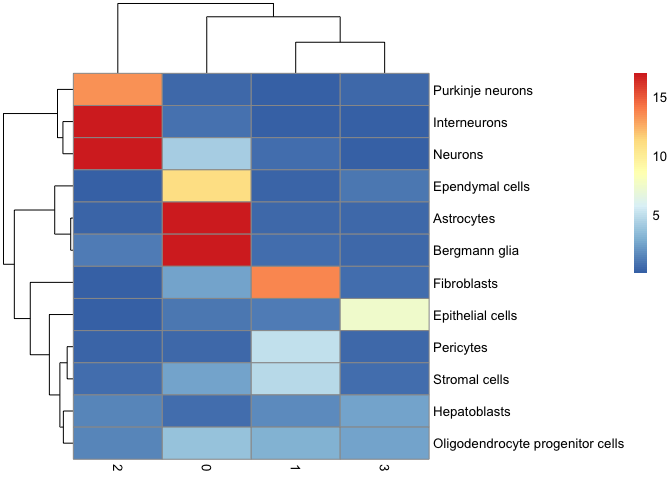 Purkinje neurons
Interneurons
Neurons
Ependymal cells
Astrocytes
Bergmann glia
Fibroblasts
Epithelial cells
Pericytes
Stromal cells
Hepatoblasts
Oligodendrocyte progenitor cells
2 0 1 3
15
10
5